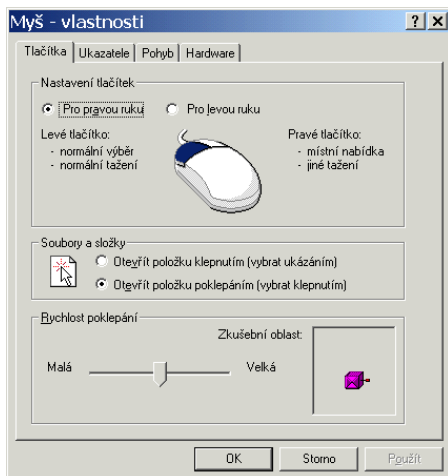 Myš - vlastnosti
Tlačítka Ukazatele Pohyb Hardware
Nastavení tlačítek
Pro pravou ruku Pro levou ruku
Levé tlačítko: Pravé tlačítko:
- normální výběr - místní nabídka
- normální tažení - jiné tažení
Soubory a složky
Otevřít položku klepnutím (vybrat ukázáním)
Otevřít položku poklepáním (vybrat klepnutím)
Rychlost poklepání
Zkušební oblast:
Malá Velká
OK Storno Použít